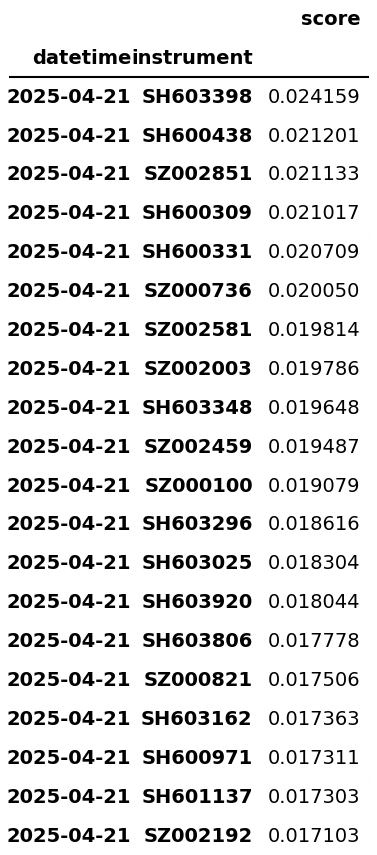 score
datetime instrument
2025-04-21 SH603398 0.024159
2025-04-21 SH600438 0.021201
2025-04-21 SZ002851 0.021133
2025-04-21 SH600309 0.021017
2025-04-21 SH600331 0.020709
2025-04-21 SZ000736 0.020050
2025-04-21 SZ002581 0.019814
2025-04-21 SZ002003 0.019786
2025-04-21 SH603348 0.019648
2025-04-21 SZ002459 0.019487
2025-04-21 SZ000100 0.019079
2025-04-21 SH603296 0.018616
2025-04-21 SH603025 0.018304
2025-04-21 SH603920 0.018044
2025-04-21 SH603806 0.017778
2025-04-21 SZ000821 0.017506
2025-04-21 SH603162 0.017363
2025-04-21 SH600971 0.017311
2025-04-21 SH601137 0.017303
2025-04-21 SZ002192 0.017103